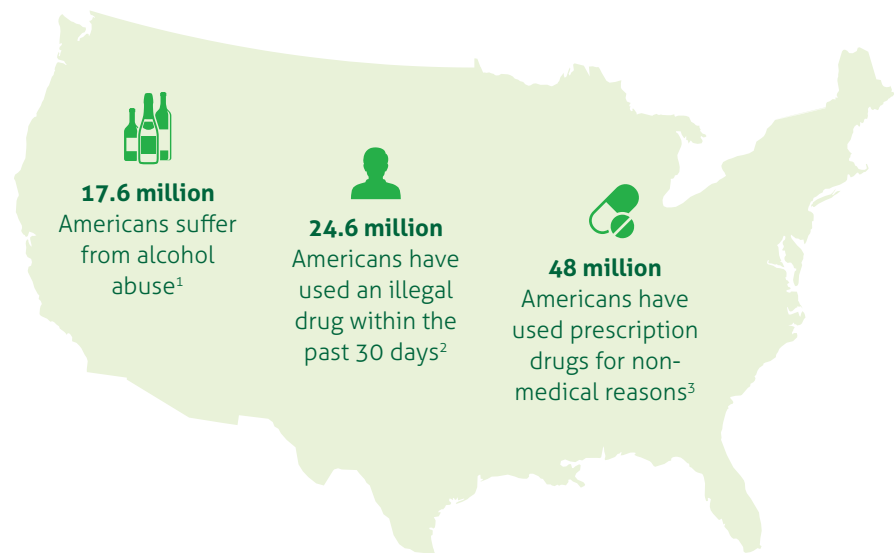 17.6 million
Americans suffer
from alcohol
abuse¹
24.6 million
Americans have
used an illegal
drug within the
past 30 days²
48 million
Americans have
used prescription
drugs for non-
medical reasons³